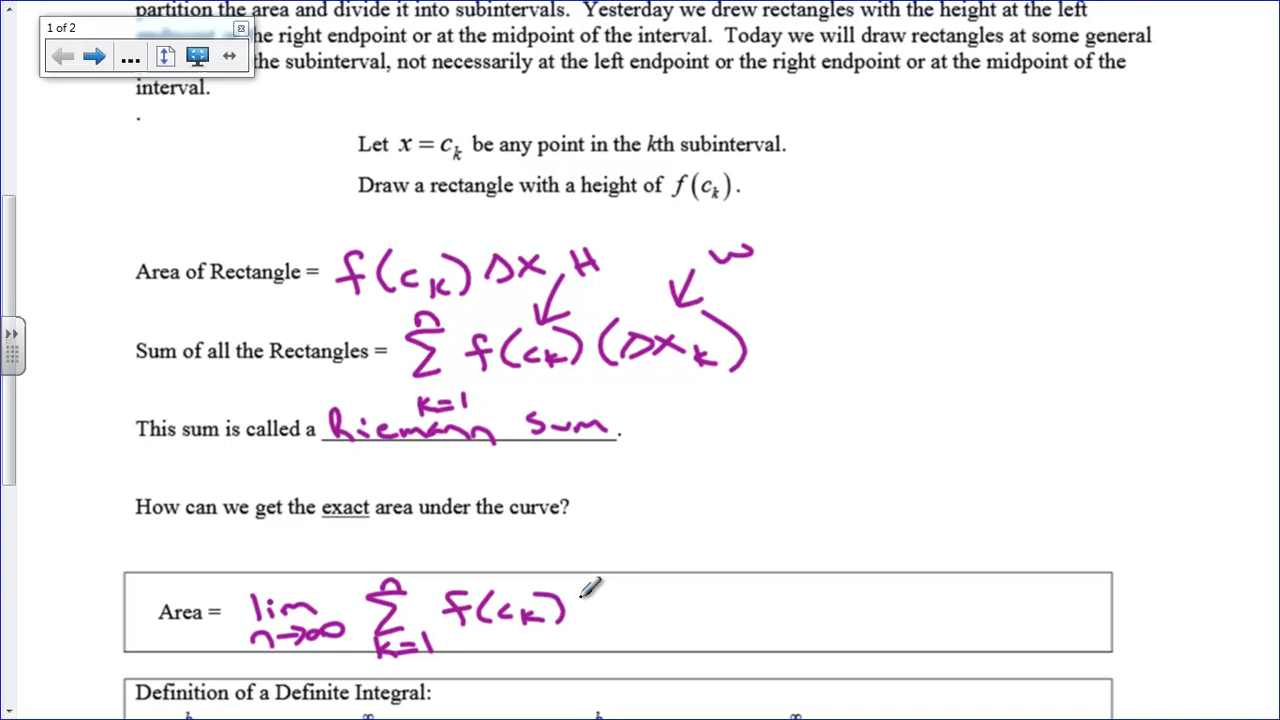 partition the area and divide it into subintervals. Yesterday we drew rectangles with the height at the left
1 of 2
the right endpoint or at the midpoint of the interval. Today we will draw rectangles at some general
the subinterval, not necessarily at the left endpoint or the right endpoint or at the midpoint of the
interval.
.
Let x = c_k be any point in the kth subinterval.
Draw a rectangle with a height of f(c_k).
Area of Rectangle = f(c_k) Δx H W
Sum of all the Rectangles = n Σ k=1 f(c_k)(Δx_k)
This sum is called a Riemann sum.
How can we get the exact area under the curve?
Area = lim n→∞ n Σ k=1 f(c_k)
Definition of a Definite Integral: